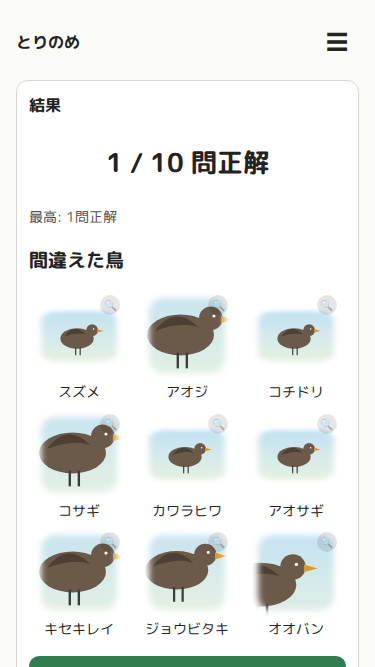 とりのめ
結果
1 / 10 問正解
最高: 1問正解
間違えた鳥
スズメ
アオジ
コチドリ
コサギ
カワラヒワ
アオサギ
キセキレイ
ジョウビタキ
オオバン